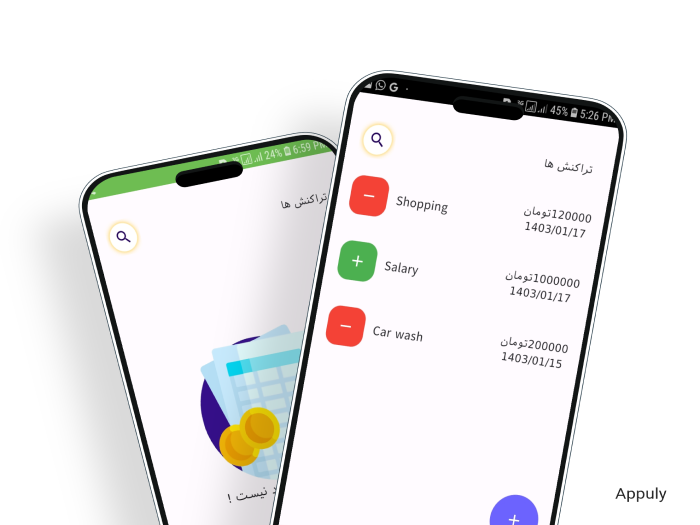 24%
6:59 PM
تراکنش ها
نیست !
45%
5:26 PM
تراکنش ها
Shopping
120000تومان
1403/01/17
Salary
1000000تومان
1403/01/17
Car wash
200000تومان
1403/01/15
Appuly